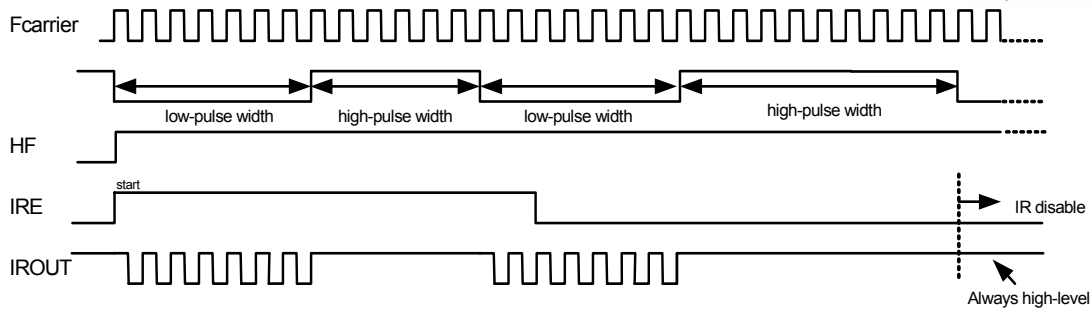 Fcarrier
low-pulse width high-pulse width low-pulse width high-pulse width
HF
start
IRE
IR disable
IROUT
Always high-level